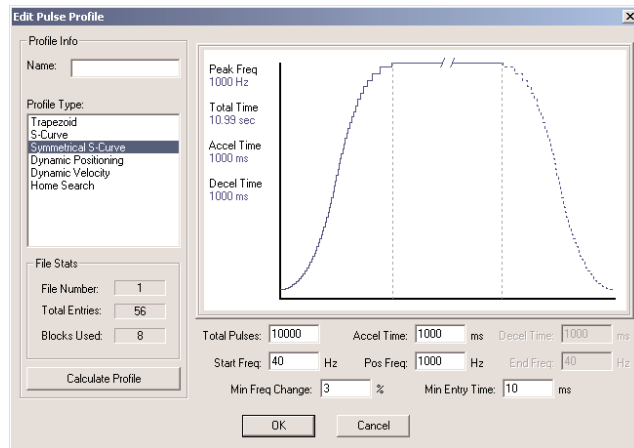 Edit Pulse Profile
Profile Info
Name:
Profile Type:
Trapezoid
S-Curve
Symmetrical S-Curve
Dynamic Positioning
Dynamic Velocity
Home Search
File Stats
File Number: 1
Total Entries: 56
Blocks Used: 8
Calculate Profile
Peak Freq
1000 Hz
Total Time
10.99 sec
Accel Time
1000 ms
Decel Time
1000 ms
Total Pulses: 10000 Accel Time: 1000 ms Decel Time: 1000 ms
Start Freq: 40 Hz Pos Freq: 1000 Hz End Freq: 40 Hz
Min Freq Change: 3 % Min Entry Time: 10 ms
OK Cancel